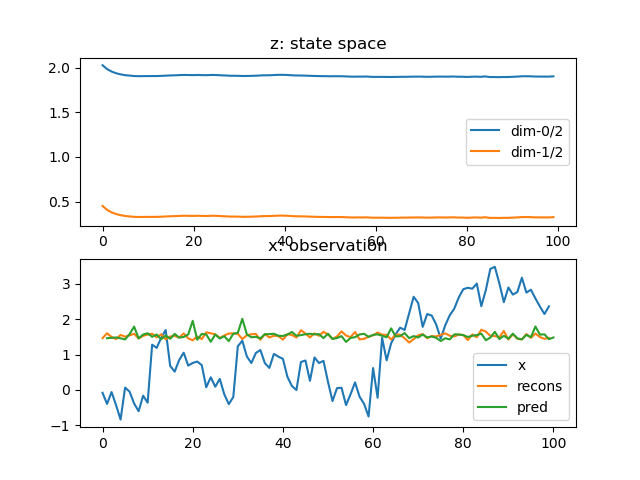 z: state space
2.0
1.5
1.0
0.5
dim-0/2
dim-1/2
0 20 40 60 80 100
x: observation
3
2
1
0
−1
x
recons
pred
0 20 40 60 80 100